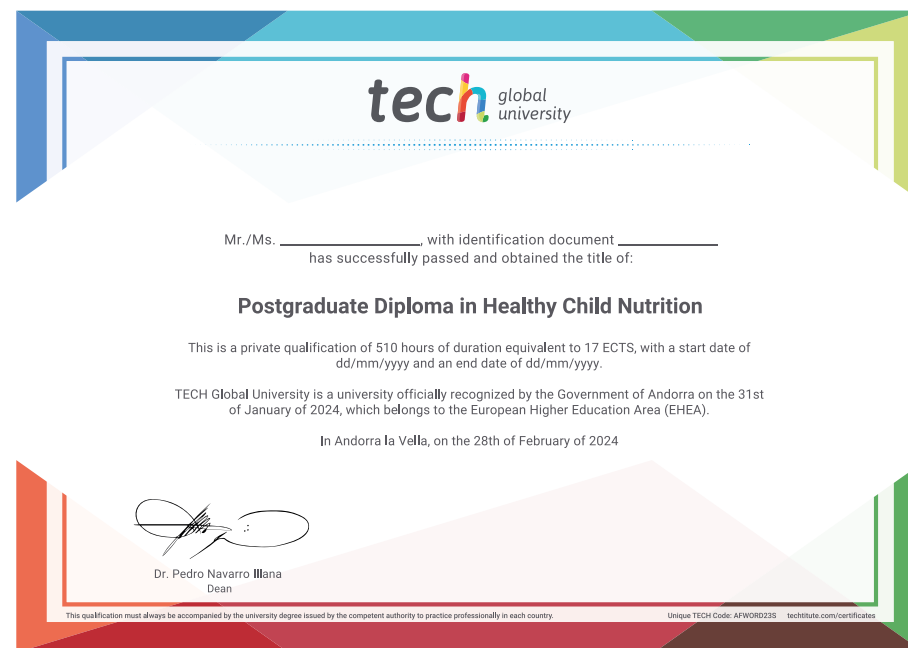 tech global
university
Mr./Ms. ____________, with identification document ____________
has successfully passed and obtained the title of:
Postgraduate Diploma in Healthy Child Nutrition
This is a private qualification of 510 hours of duration equivalent to 17 ECTS, with a start date of
dd/mm/yyyy and an end date of dd/mm/yyyy.
TECH Global University is a university officially recognized by the Government of Andorra on the 31st
of January of 2024, which belongs to the European Higher Education Area (EHEA).
In Andorra la Vella, on the 28th of February of 2024
Dr. Pedro Navarro Illana
Dean
This qualification must always be accompanied by the university degree issued by the competent authority to practice professionally in each country.
Unique TECH Code: AFWORD23S techtitute.com/certificates